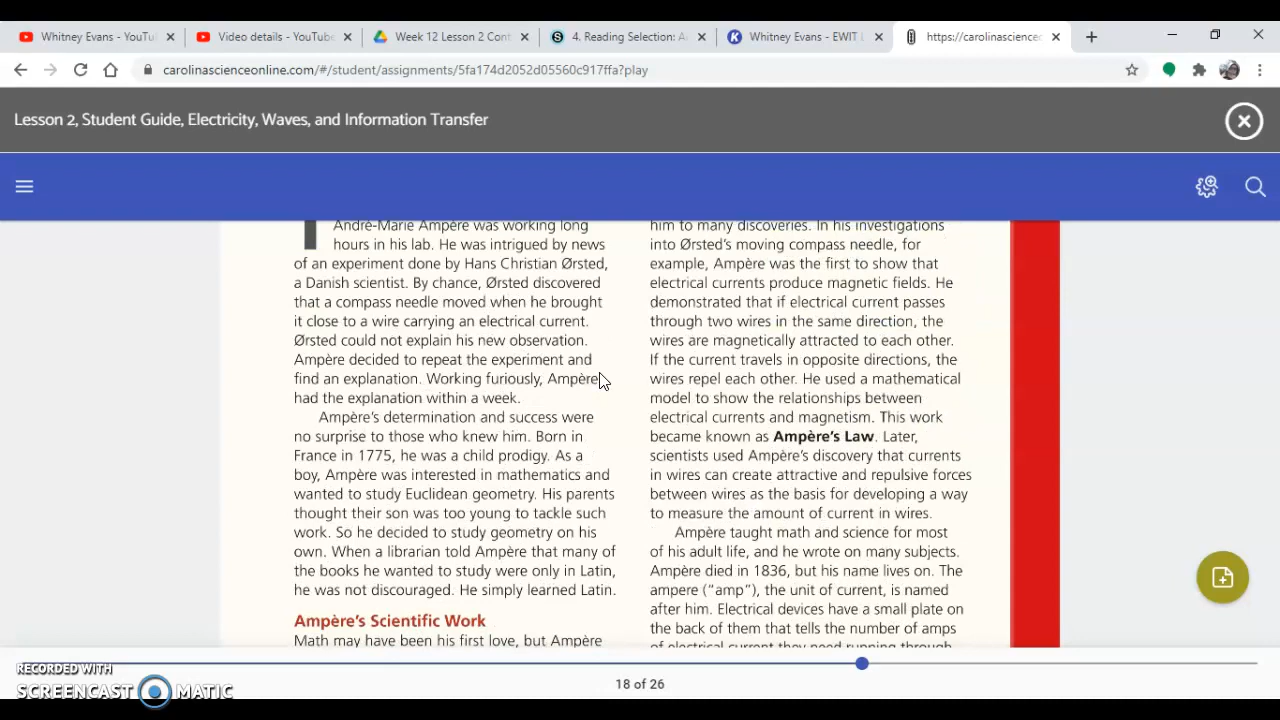 Whitney Evans - YouTu
Video details - YouTube
Week 12 Lesson 2 Cont
4. Reading Selection: A
Whitney Evans - EWIT L
https://carolinascience
carolinascienceonline.com/#/student/assignments/5fa174d2052d05560c917ffa?play
Lesson 2, Student Guide, Electricity, Waves, and Information Transfer
André-Marie Ampère was working long
hours in his lab. He was intrigued by news
of an experiment done by Hans Christian Ørsted,
a Danish scientist. By chance, Ørsted discovered
that a compass needle moved when he brought
it close to a wire carrying an electrical current.
Ørsted could not explain his new observation.
Ampère decided to repeat the experiment and
find an explanation. Working furiously, Ampère
had the explanation within a week.
Ampère's determination and success were
no surprise to those who knew him. Born in
France in 1775, he was a child prodigy. As a
boy, Ampère was interested in mathematics and
wanted to study Euclidean geometry. His parents
thought their son was too young to tackle such
work. So he decided to study geometry on his
own. When a librarian told Ampère that many of
the books he wanted to study were only in Latin,
he was not discouraged. He simply learned Latin.
Ampère's Scientific Work
Math may have been his first love, but Ampère
him to many discoveries. In his investigations
into Ørsted's moving compass needle, for
example, Ampère was the first to show that
electrical currents produce magnetic fields. He
demonstrated that if electrical current passes
through two wires in the same direction, the
wires are magnetically attracted to each other.
If the current travels in opposite directions, the
wires repel each other. He used a mathematical
model to show the relationships between
electrical currents and magnetism. This work
became known as Ampère's Law. Later,
scientists used Ampère's discovery that currents
in wires can create attractive and repulsive forces
between wires as the basis for developing a way
to measure the amount of current in wires.
Ampère taught math and science for most
of his adult life, and he wrote on many subjects.
Ampère died in 1836, but his name lives on. The
ampere ("amp"), the unit of current, is named
after him. Electrical devices have a small plate on
the back of them that tells the number of amps
of electrical current they need running through
18 of 26
RECORDED WITH
SCREENCAST MATIC